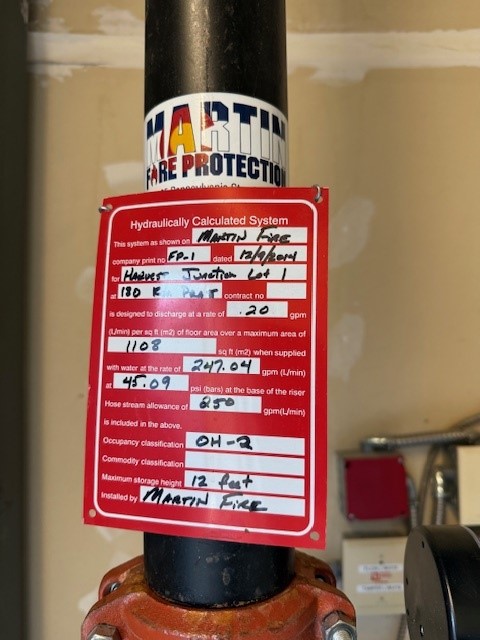 MARTIN
FIRE PROTECTION
Hydraulically Calculated System
This system as shown on MARTIN FIRE
company print no FP-1 dated 12/9/2014
for HARVEST JUNCTION Lot 1
at 180 Ken Pratt contract no
is designed to discharge at a rate of .20 gpm
(L/min) per sq ft (m2) of floor area over a maximum area of
1108 sq ft (m2) when supplied
with water at the rate of 247.04 gpm (L/min)
at 45.09 psi (bars) at the base of the riser
Hose stream allowance of 250 gpm(L/min)
is included in the above.
Occupancy classification OH-2
Commodity classification
Maximum storage height 12 feet
Installed by MARTIN FIRE